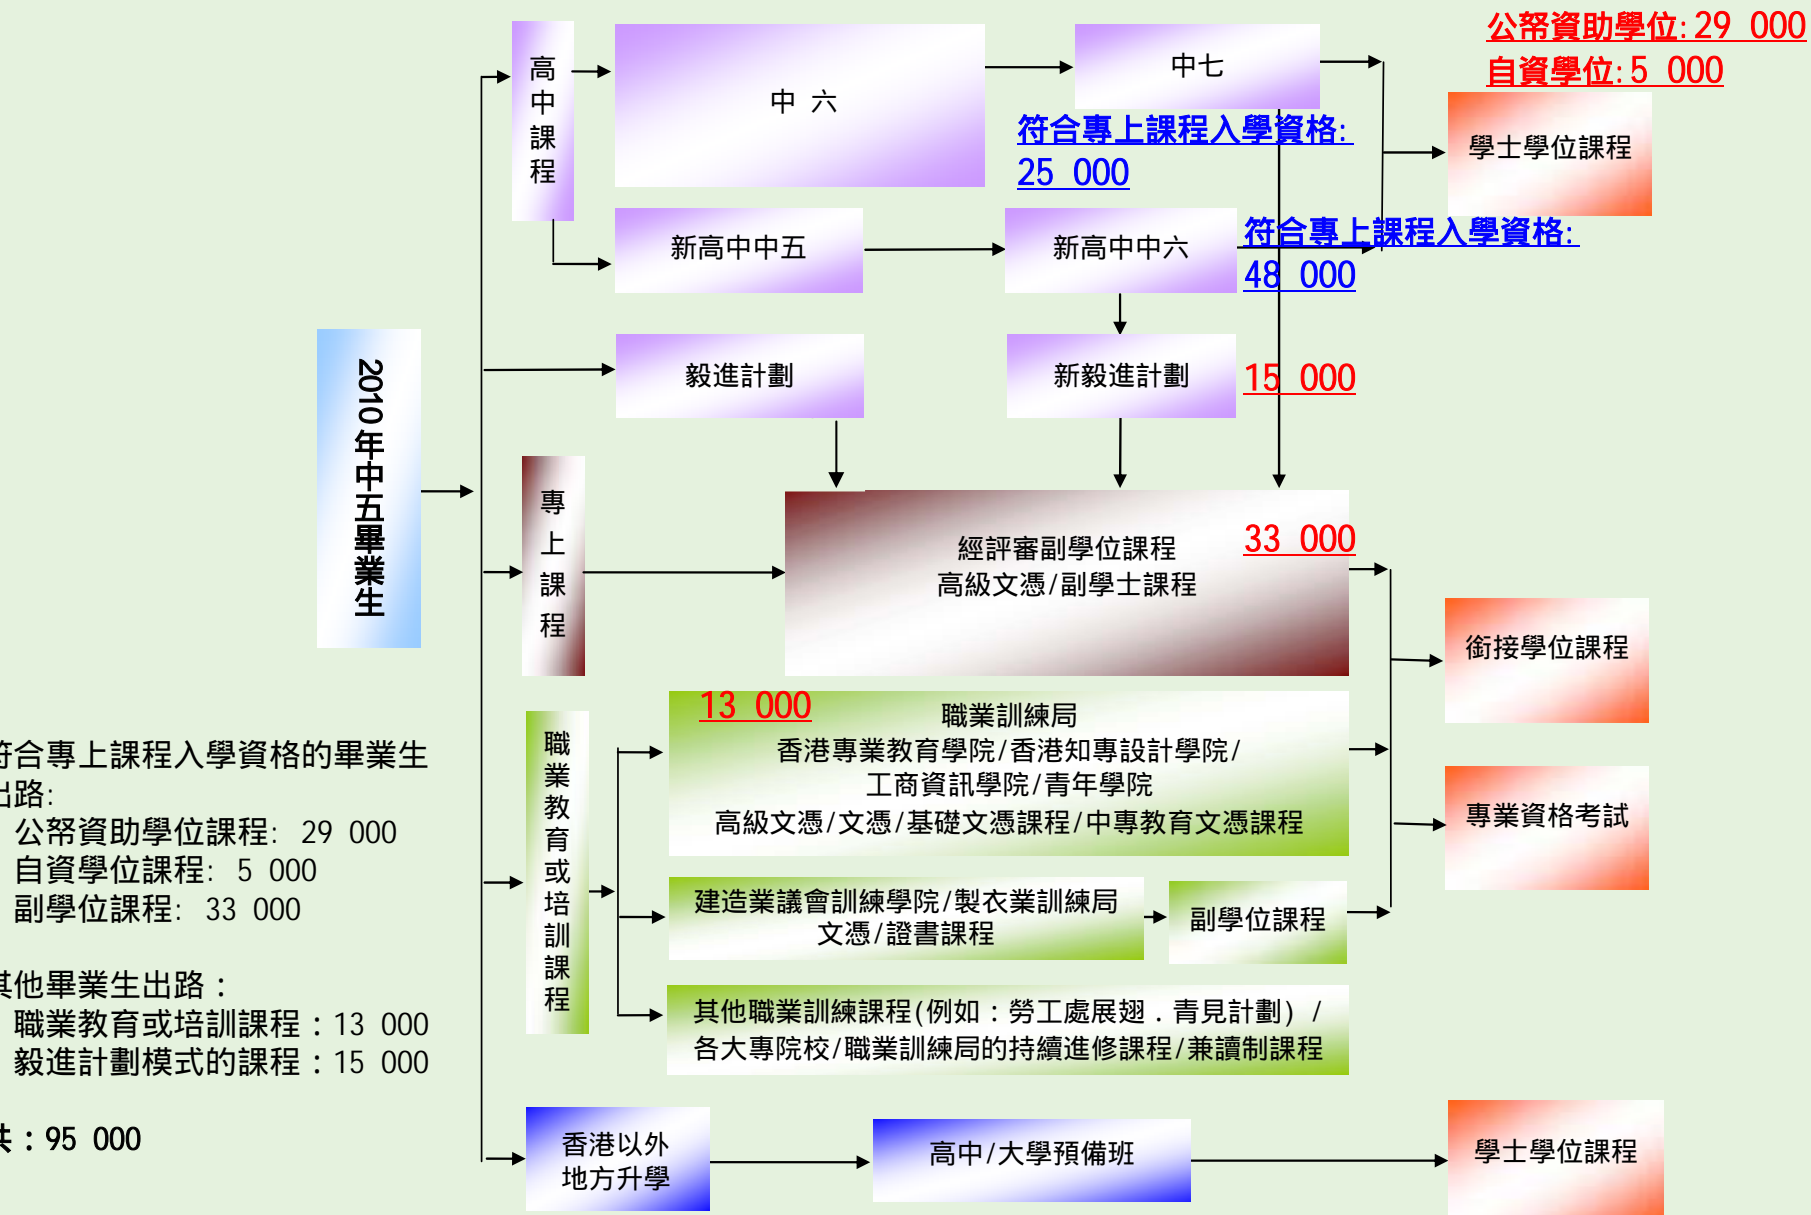 公帑資助學位:29 000
自資學位:5 000
高中課程
中 六
中七
學士學位課程
符合專上課程入學資格:
25 000
新高中中五
新高中中六
符合專上課程入學資格:
48 000
2010年中五畢業生
毅進計劃
新毅進計劃
15 000
專上課程
經評審副學位課程
高級文憑/副學士課程
33 000
銜接學位課程
職業教育或培訓課程
13 000
職業訓練局
香港專業教育學院/香港知專設計學院/
工商資訊學院/青年學院
高級文憑/文憑/基礎文憑課程/中專教育文憑課程
專業資格考試
建造業議會訓練學院/製衣業訓練局
文憑/證書課程
副學位課程
其他職業訓練課程(例如：勞工處展翅．青見計劃) /
各大專院校/職業訓練局的持續進修課程/兼讀制課程
香港以外
地方升學
高中/大學預備班
學士學位課程
符合專上課程入學資格的畢業生
出路:
公帑資助學位課程: 29 000
自資學位課程: 5 000
副學位課程: 33 000
其他畢業生出路：
職業教育或培訓課程：13 000
毅進計劃模式的課程：15 000
共：95 000